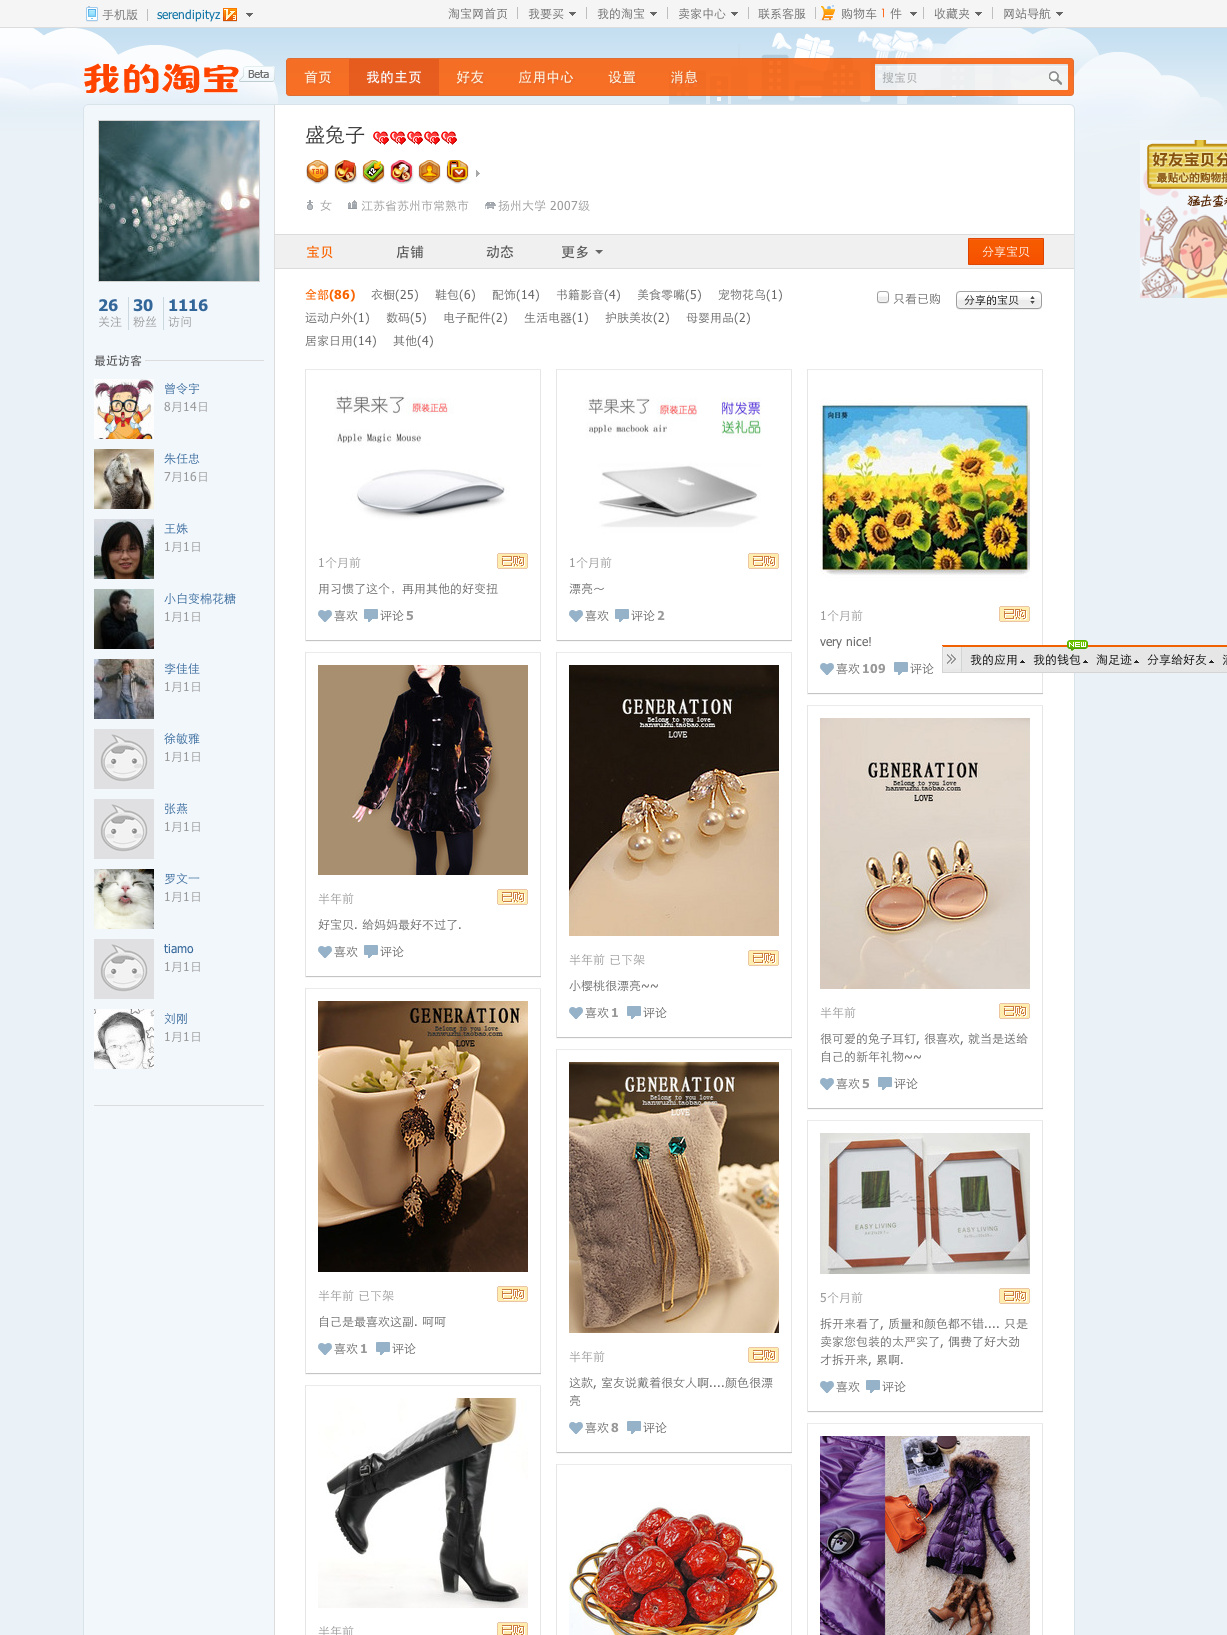 手机版 serendipityz 淘宝网首页 我要买 我的淘宝 卖家中心 联系客服 购物车 1 件 收藏夹 网站导航
我的淘宝 Beta 首页 我的主页 好友 应用中心 设置 消息 搜宝贝
盛兔子
女 江苏省苏州市常熟市 扬州大学 2007级
好友宝贝分
最贴心的购物指
猛去查看
宝贝 店铺 动态 更多 分享宝贝
26 30 1116
关注 粉丝 访问
全部(86) 衣橱(25) 鞋包(6) 配饰(14) 书籍影音(4) 美食零嘴(5) 宠物花鸟(1)
运动户外(1) 数码(5) 电子配件(2) 生活电器(1) 护肤美妆(2) 母婴用品(2)
居家日用(14) 其他(4)
只看已购 分享的宝贝
最近访客
曾令宇
8月14日
朱任忠
7月16日
王姝
1月1日
小白变棉花糖
1月1日
李佳佳
1月1日
徐敏雅
1月1日
张燕
1月1日
罗文一
1月1日
tiamo
1月1日
刘刚
1月1日
苹果来了 原装正品
Apple Magic Mouse
1个月前 已购
用习惯了这个，再用其他的好变扭
喜欢 评论 5
苹果来了 原装正品 附发票
apple macbook air 送礼品
1个月前 已购
漂亮～
喜欢 评论 2
向日葵
1个月前 已购
very nice!
喜欢 109 评论
NEW
我的应用 我的钱包 淘足迹 分享给好友
半年前 已购
好宝贝. 给妈妈最好不过了.
喜欢 评论
GENERATION
Belong to you love
hanwuzhi.taobao.com
LOVE
半年前 已下架 已购
小樱桃很漂亮~~
喜欢 1 评论
GENERATION
Belong to you love
hanwuzhi.taobao.com
LOVE
半年前 已购
很可爱的兔子耳钉, 很喜欢, 就当是送给
自己的新年礼物~~
喜欢 5 评论
GENERATION
Belong to you love
hanwuzhi.taobao.com
LOVE
半年前 已下架 已购
自己是最喜欢这副. 呵呵
喜欢 1 评论
GENERATION
Belong to you love
hanwuzhi.taobao.com
LOVE
半年前 已购
这款, 室友说戴着很女人啊....颜色很漂
亮
喜欢 8 评论
EASY LIVING
EASY LIVING
5个月前 已购
拆开来看了, 质量和颜色都不错.... 只是
卖家您包装的太严实了, 偶费了好大劲
才拆开来, 累啊.
喜欢 评论
半年前 已购